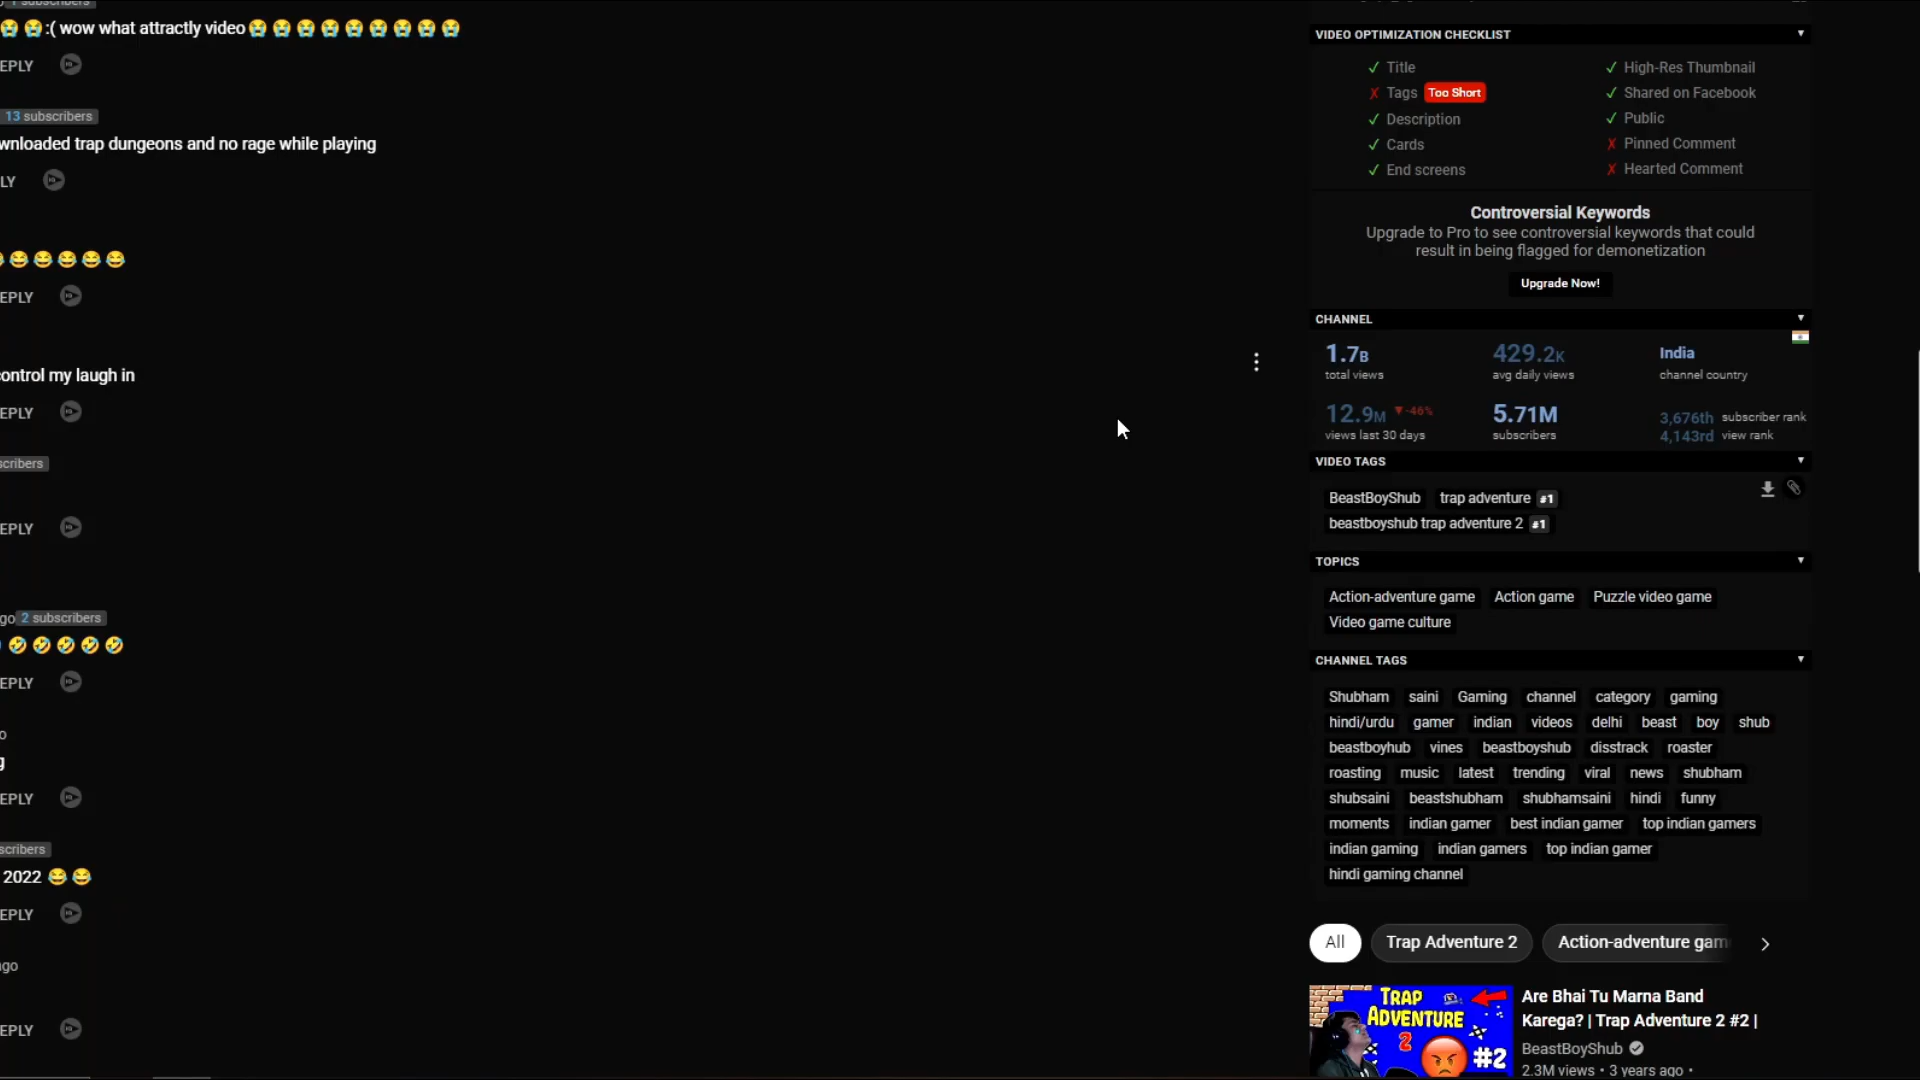 1 subscribers
😭 😭 :( wow what attractly video 😭 😭 😭 😭 😭 😭 😭 😭 😭
EPLY
13 subscribers
wnloaded trap dungeons and no rage while playing
LY
😂 😂 😂 😂 😂 😂
EPLY
ontrol my laugh in
EPLY
scribers
EPLY
go 2 subscribers
🤣 🤣 🤣 🤣 🤣
EPLY
o
g
EPLY
scribers
2022 😂 😂
EPLY
go
EPLY
VIDEO OPTIMIZATION CHECKLIST
✓ Title
✗ Tags Too Short
✓ Description
✓ Cards
✓ End screens
✓ High-Res Thumbnail
✓ Shared on Facebook
✓ Public
✗ Pinned Comment
✗ Hearted Comment
Controversial Keywords
Upgrade to Pro to see controversial keywords that could
result in being flagged for demonetization
Upgrade Now!
CHANNEL
1.7B 429.2K India
total views avg daily views channel country
12.9M ▼-46% 5.71M 3,676th subscriber rank
views last 30 days subscribers 4,143rd view rank
VIDEO TAGS
BeastBoyShub trap adventure #1
beastboyshub trap adventure 2 #1
TOPICS
Action-adventure game Action game Puzzle video game
Video game culture
CHANNEL TAGS
Shubham saini Gaming channel category gaming
hindi/urdu gamer indian videos delhi beast boy shub
beastboyhub vines beastboyshub disstrack roaster
roasting music latest trending viral news shubham
shubsaini beastshubham shubhamsaini hindi funny
moments indian gamer best indian gamer top indian gamers
indian gaming indian gamers top indian gamer
hindi gaming channel
All Trap Adventure 2 Action-adventure gam
TRAP
ADVENTURE
2
#2
Are Bhai Tu Marna Band
Karega? | Trap Adventure 2 #2 |
BeastBoyShub
2.3M views • 3 years ago •